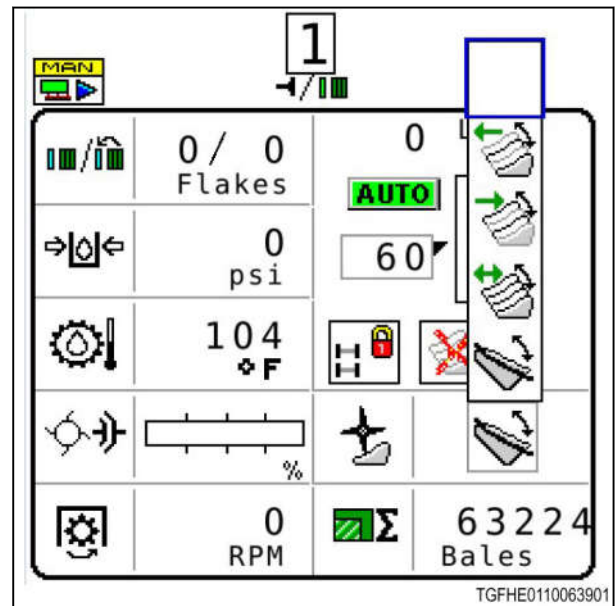 1
MAN
0/ 0
Flakes
0
AUTO
0
psi
60
104
°F
%
0
RPM
Σ
63224
Bales
TGFHE0110063901